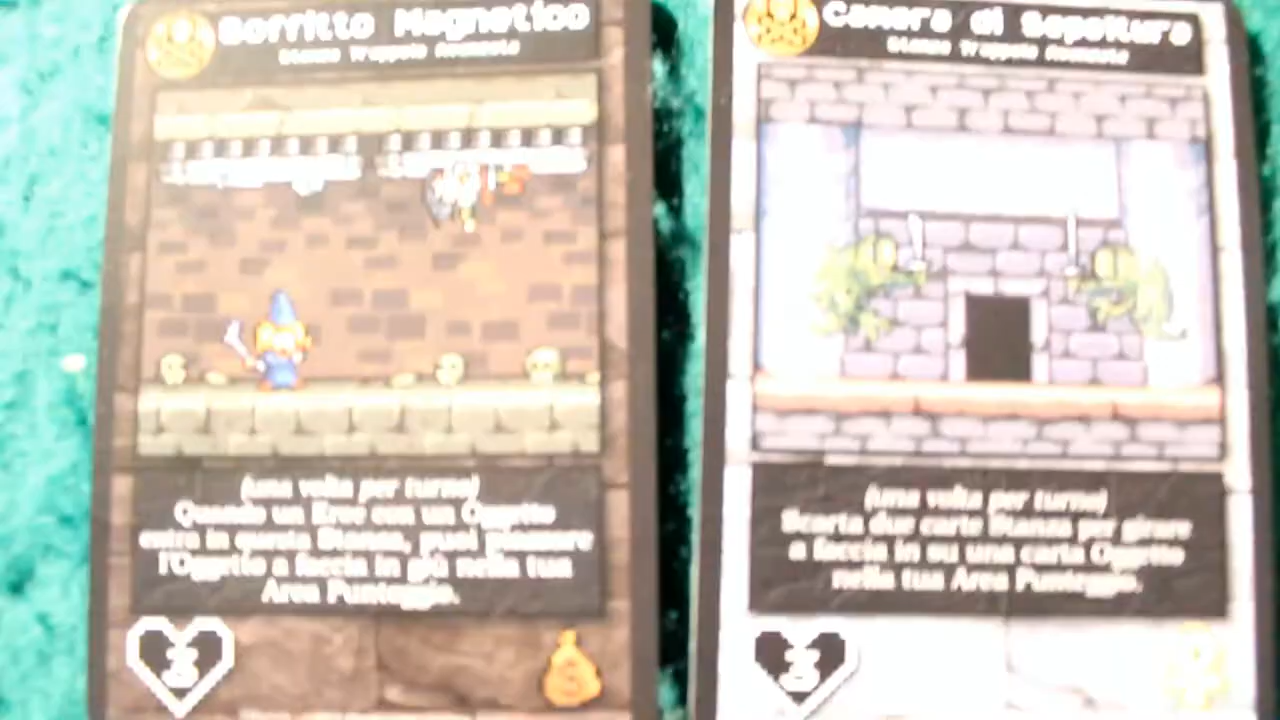 Soffitto Magnetico
Stanza Trappola Avanzata
(una volta per turno)
Quando un Eroe con un Oggetto
entra in questa Stanza, puoi piazzare
l'Oggetto a faccia in giù nella tua
Area Punteggio.
3
Camera di Sepoltura
Stanza Trappola Avanzata
(una volta per turno)
Scarta due carte Stanza per girare
a faccia in su una carta Oggetto
nella tua Area Punteggio.
3